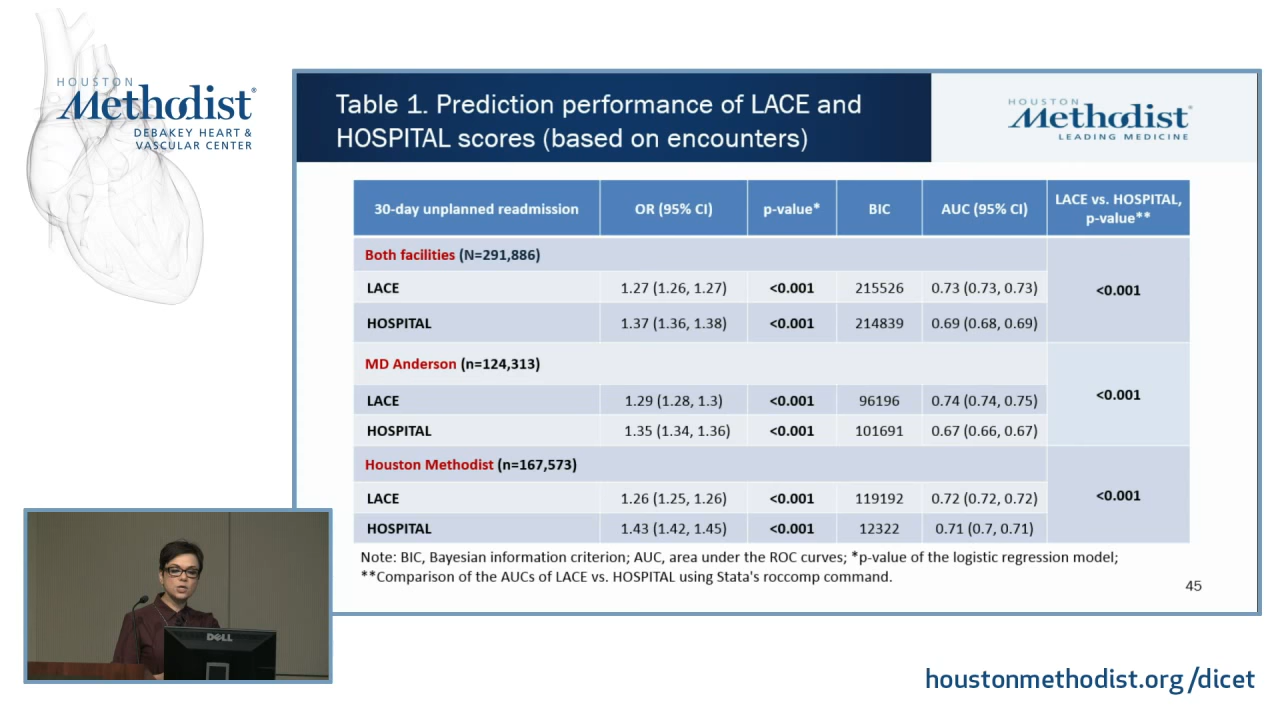 HOUSTON
Methodist®
DEBAKEY HEART &
VASCULAR CENTER
Table 1. Prediction performance of LACE and
HOSPITAL scores (based on encounters)
HOUSTON
Methodist®
LEADING MEDICINE
30-day unplanned readmission OR (95% CI) p-value* BIC AUC (95% CI) LACE vs. HOSPITAL, p-value**
Both facilities (N=291,886)
LACE 1.27 (1.26, 1.27) <0.001 215526 0.73 (0.73, 0.73) <0.001
HOSPITAL 1.37 (1.36, 1.38) <0.001 214839 0.69 (0.68, 0.69)
MD Anderson (n=124,313)
LACE 1.29 (1.28, 1.3) <0.001 96196 0.74 (0.74, 0.75) <0.001
HOSPITAL 1.35 (1.34, 1.36) <0.001 101691 0.67 (0.66, 0.67)
Houston Methodist (n=167,573)
LACE 1.26 (1.25, 1.26) <0.001 119192 0.72 (0.72, 0.72) <0.001
HOSPITAL 1.43 (1.42, 1.45) <0.001 12322 0.71 (0.7, 0.71)
Note: BIC, Bayesian information criterion; AUC, area under the ROC curves; *p-value of the logistic regression model;
**Comparison of the AUCs of LACE vs. HOSPITAL using Stata's roccomp command.
45
DELL
houstonmethodist.org/dicet